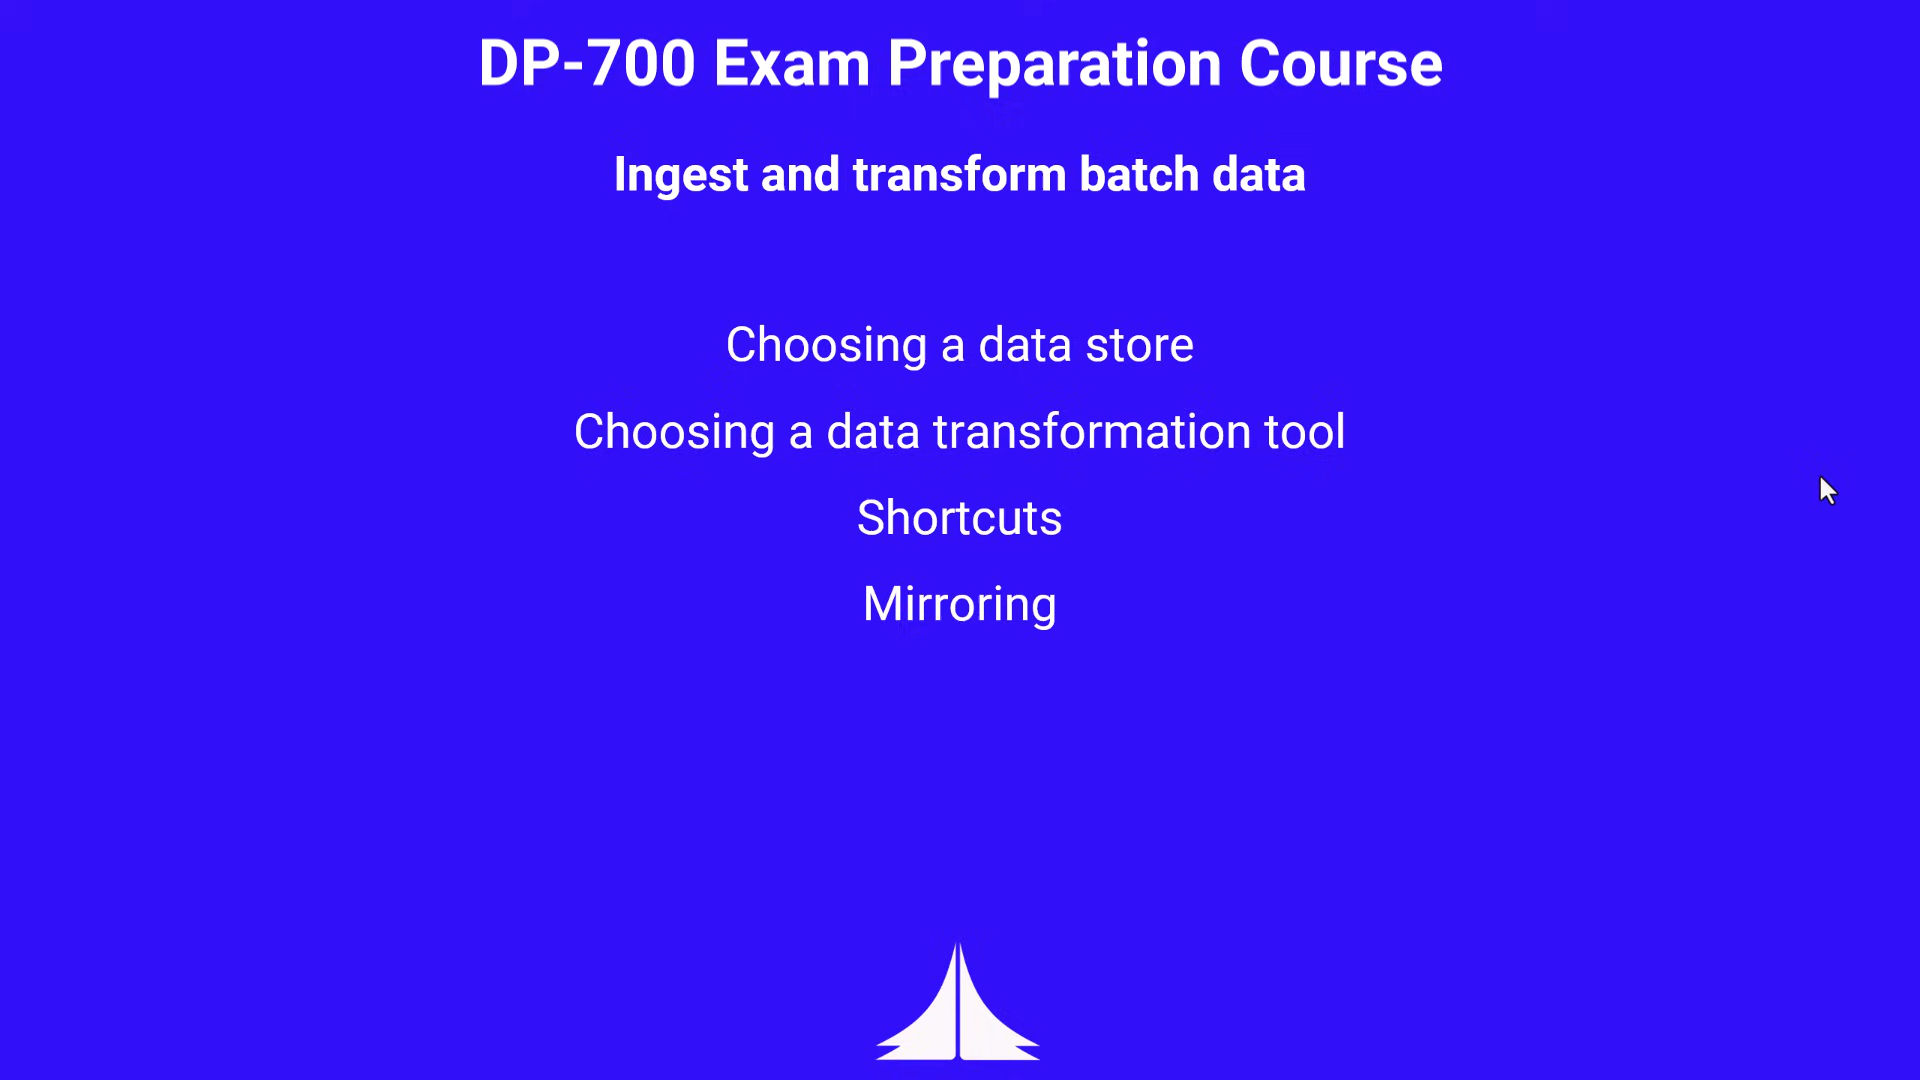 DP-700 Exam Preparation Course
Ingest and transform batch data
Choosing a data store
Choosing a data transformation tool
Shortcuts
Mirroring